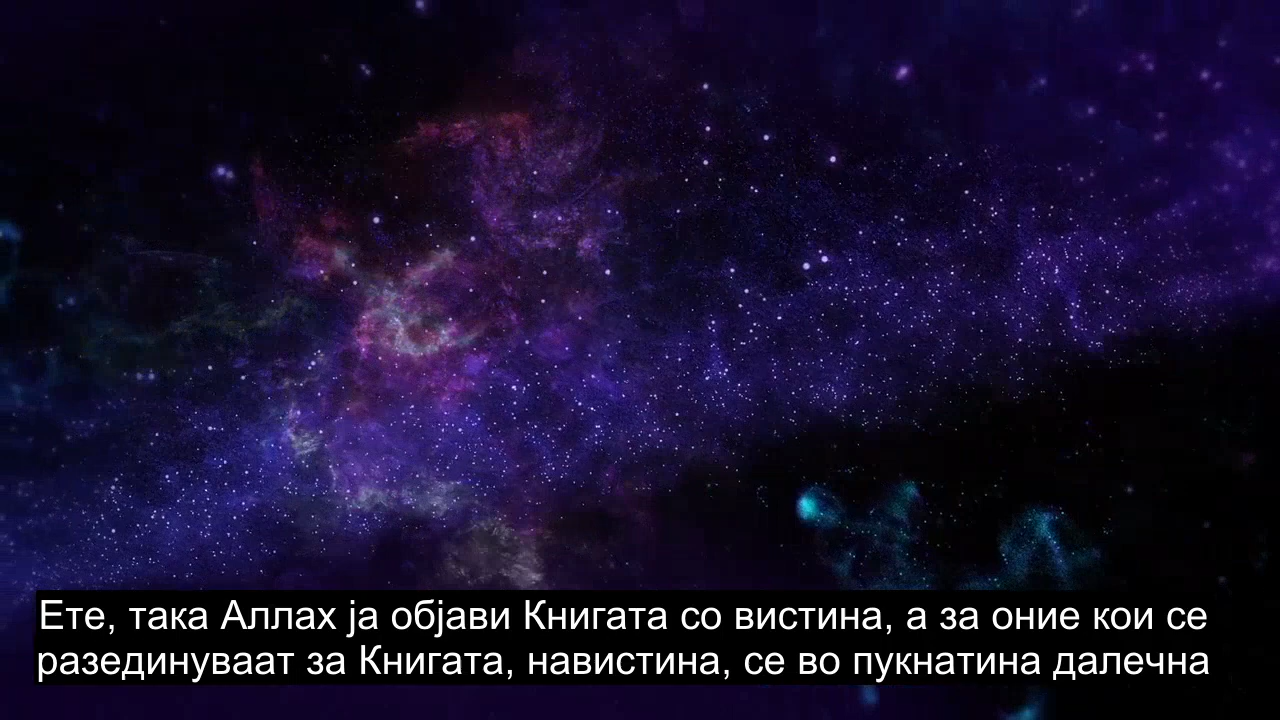 Ете, така Аллах ја објави Книгата со вистина, а за оние кои се
разединуваат за Книгата, навистина, се во пукнатина далечна